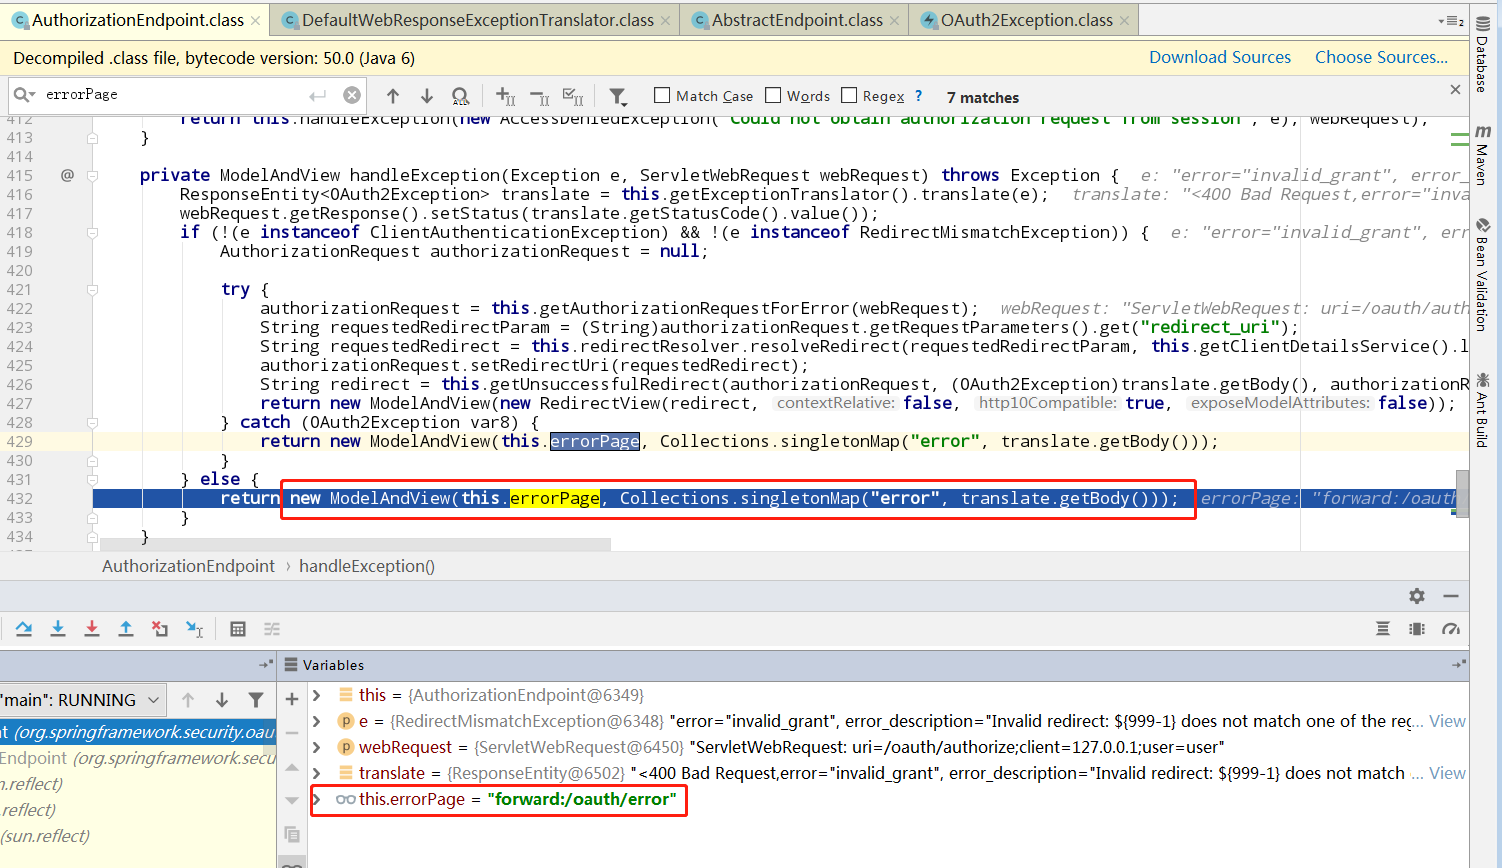 AuthorizationEndpoint.class
DefaultWebResponseExceptionTranslator.class
AbstractEndpoint.class
OAuth2Exception.class
2
Decompiled .class file, bytecode version: 50.0 (Java 6)
Download Sources
Choose Sources...
errorPage
Match Case
Words
Regex
?
7 matches
412 return this.handleException(new AccessDeniedException("Could not obtain authorization request from session", e), webRequest);
413 }
414
415 @ private ModelAndView handleException(Exception e, ServletWebRequest webRequest) throws Exception { e: "error="invalid_grant", error_
416 ResponseEntity<OAuth2Exception> translate = this.getExceptionTranslator().translate(e); translate: "<400 Bad Request,error="inva
417 webRequest.getResponse().setStatus(translate.getStatusCode().value());
418 if (!(e instanceof ClientAuthenticationException) && !(e instanceof RedirectMismatchException)) { e: "error="invalid_grant", err
419 AuthorizationRequest authorizationRequest = null;
420
421 try {
422 authorizationRequest = this.getAuthorizationRequestForError(webRequest); webRequest: "ServletWebRequest: uri=/oauth/auth
423 String requestedRedirectParam = (String)authorizationRequest.getRequestParameters().get("redirect_uri");
424 String requestedRedirect = this.redirectResolver.resolveRedirect(requestedRedirectParam, this.getClientDetailsService().l
425 authorizationRequest.setRedirectUri(requestedRedirect);
426 String redirect = this.getUnsuccessfulRedirect(authorizationRequest, (OAuth2Exception)translate.getBody(), authorizationR
427 return new ModelAndView(new RedirectView(redirect, contextRelative: false, http10Compatible: true, exposeModelAttributes: false));
428 } catch (OAuth2Exception var8) {
429 return new ModelAndView(this.errorPage, Collections.singletonMap("error", translate.getBody()));
430 }
431 } else {
432 return new ModelAndView(this.errorPage, Collections.singletonMap("error", translate.getBody())); errorPage: "forward:/oauth
433 }
434 }
AuthorizationEndpoint › handleException()
Database
m Maven
Bean Validation
Ant Build
Variables
"main": RUNNING
nt (org.springframework.security.oau
Endpoint (org.springframework.secu
n.reflect)
.reflect)
(sun.reflect)
this = {AuthorizationEndpoint@6349}
p e = {RedirectMismatchException@6348} "error="invalid_grant", error_description="Invalid redirect: ${999-1} does not match one of the reg... View
p webRequest = {ServletWebRequest@6450} "ServletWebRequest: uri=/oauth/authorize;client=127.0.0.1;user=user"
translate = {ResponseEntity@6502} "<400 Bad Request,error="invalid_grant", error_description="Invalid redirect: ${999-1} does not match ... View
this.errorPage = "forward:/oauth/error"